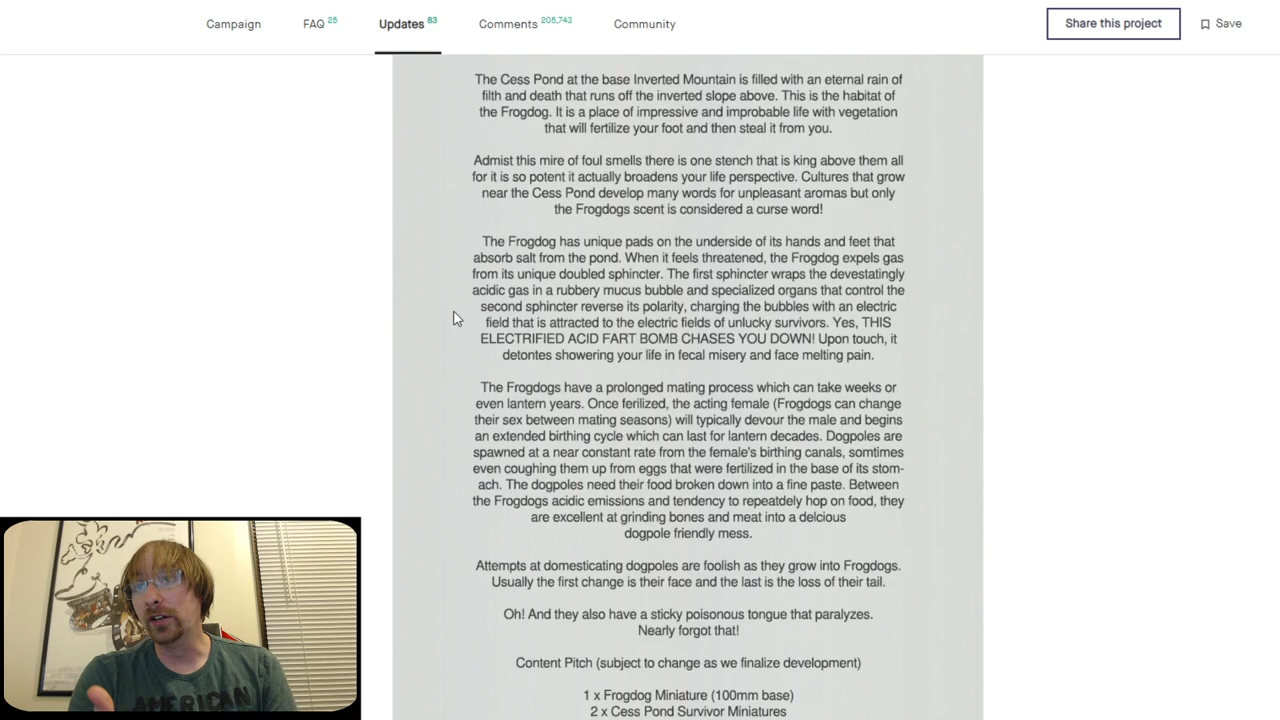 Campaign FAQ 25 Updates 83 Comments 205,743 Community Share this project Save
The Cess Pond at the base Inverted Mountain is filled with an eternal rain of
filth and death that runs off the inverted slope above. This is the habitat of
the Frogdog. It is a place of impressive and improbable life with vegetation
that will fertilize your foot and then steal it from you.
Admist this mire of foul smells there is one stench that is king above them all
for it is so potent it actually broadens your life perspective. Cultures that grow
near the Cess Pond develop many words for unpleasant aromas but only
the Frogdogs scent is considered a curse word!
The Frogdog has unique pads on the underside of its hands and feet that
absorb salt from the pond. When it feels threatened, the Frogdog expels gas
from its unique doubled sphincter. The first sphincter wraps the devestatingly
acidic gas in a rubbery mucus bubble and specialized organs that control the
second sphincter reverse its polarity, charging the bubbles with an electric
field that is attracted to the electric fields of unlucky survivors. Yes, THIS
ELECTRIFIED ACID FART BOMB CHASES YOU DOWN! Upon touch, it
detontes showering your life in fecal misery and face melting pain.
The Frogdogs have a prolonged mating process which can take weeks or
even lantern years. Once ferilized, the acting female (Frogdogs can change
their sex between mating seasons) will typically devour the male and begins
an extended birthing cycle which can last for lantern decades. Dogpoles are
spawned at a near constant rate from the female's birthing canals, somtimes
even coughing them up from eggs that were fertilized in the base of its stom-
ach. The dogpoles need their food broken down into a fine paste. Between
the Frogdogs acidic emissions and tendency to repeatdely hop on food, they
are excellent at grinding bones and meat into a delcious
dogpole friendly mess.
Attempts at domesticating dogpoles are foolish as they grow into Frogdogs.
Usually the first change is their face and the last is the loss of their tail.
Oh! And they also have a sticky poisonous tongue that paralyzes.
Nearly forgot that!
Content Pitch (subject to change as we finalize development)
1 x Frogdog Miniature (100mm base)
2 x Cess Pond Survivor Miniatures
AMERICAN